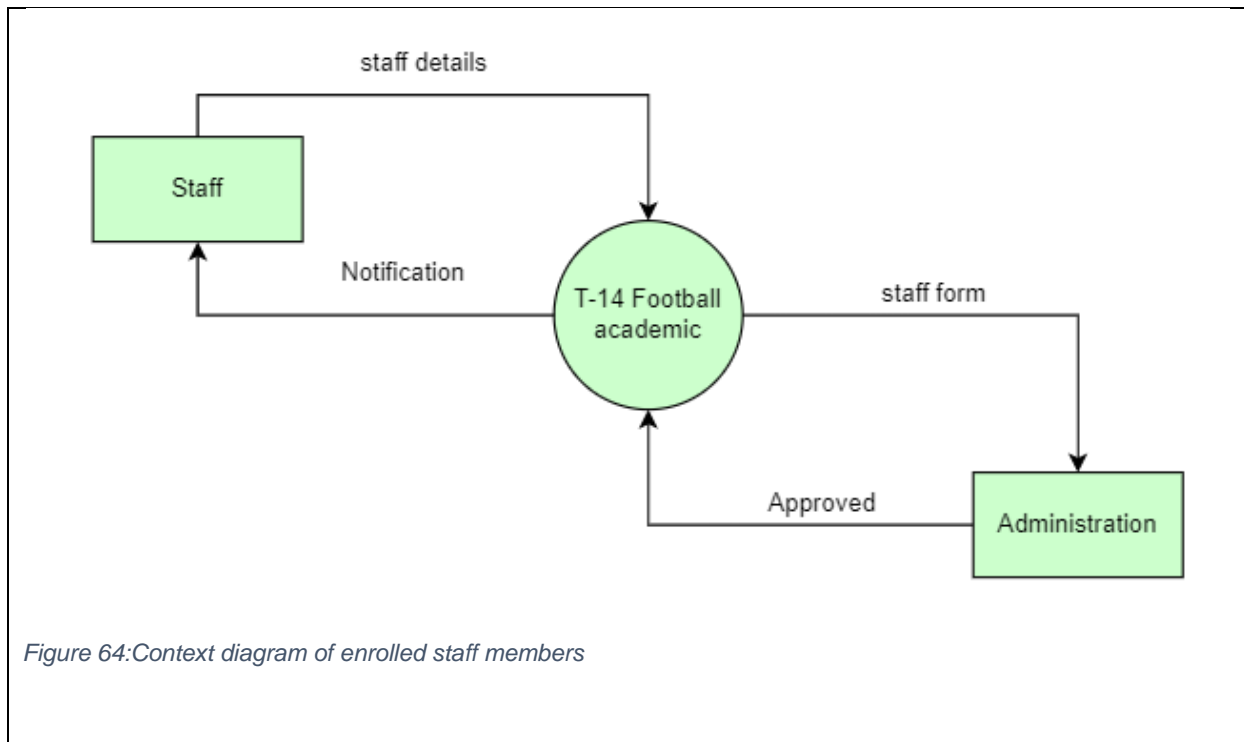 staff details
Staff
Notification
T-14 Football
academic
staff form
Approved
Administration
Figure 64:Context diagram of enrolled staff members